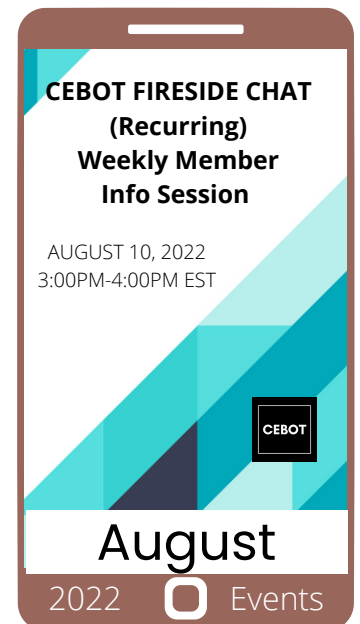 CEBOT FIRESIDE CHAT
(Recurring)
Weekly Member
Info Session
AUGUST 10, 2022
3:00PM-4:00PM EST
CEBOT
August
2022 Events